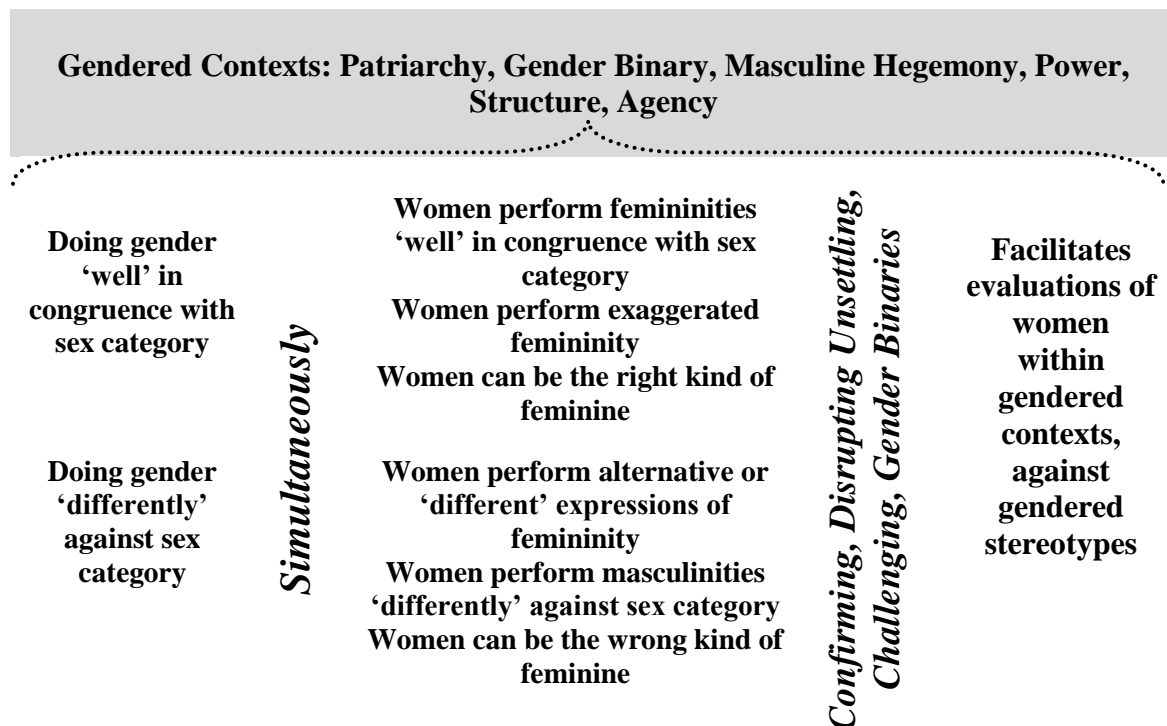 Gendered Contexts: Patriarchy, Gender Binary, Masculine Hegemony, Power,
Structure, Agency
Doing gender
‘well’ in
congruence with
sex category
Doing gender
‘differently’
against sex
category
Simultaneously
Women perform femininities
‘well’ in congruence with sex
category
Women perform exaggerated
femininity
Women can be the right kind of
feminine
Women perform alternative or
‘different’ expressions of
femininity
Women perform masculinities
‘differently’ against sex category
Women can be the wrong kind of
feminine
Confirming, Disrupting Unsettling,
Challenging, Gender Binaries
Facilitates
evaluations of
women
within
gendered
contexts,
against
gendered
stereotypes